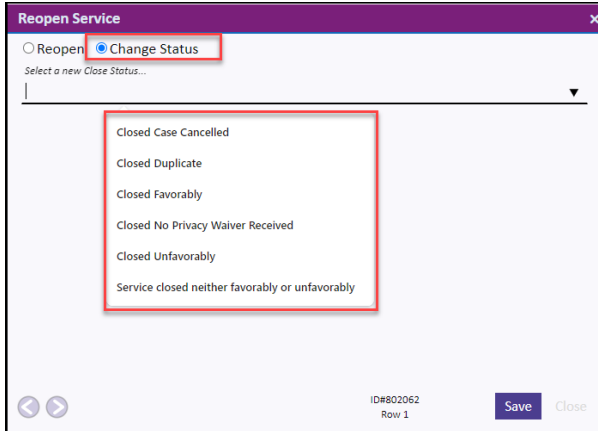 Reopen Service
Reopen Change Status
Select a new Close Status...
Closed Case Cancelled
Closed Duplicate
Closed Favorably
Closed No Privacy Waiver Received
Closed Unfavorably
Service closed neither favorably or unfavorably
ID#802062
Row 1
Save Close